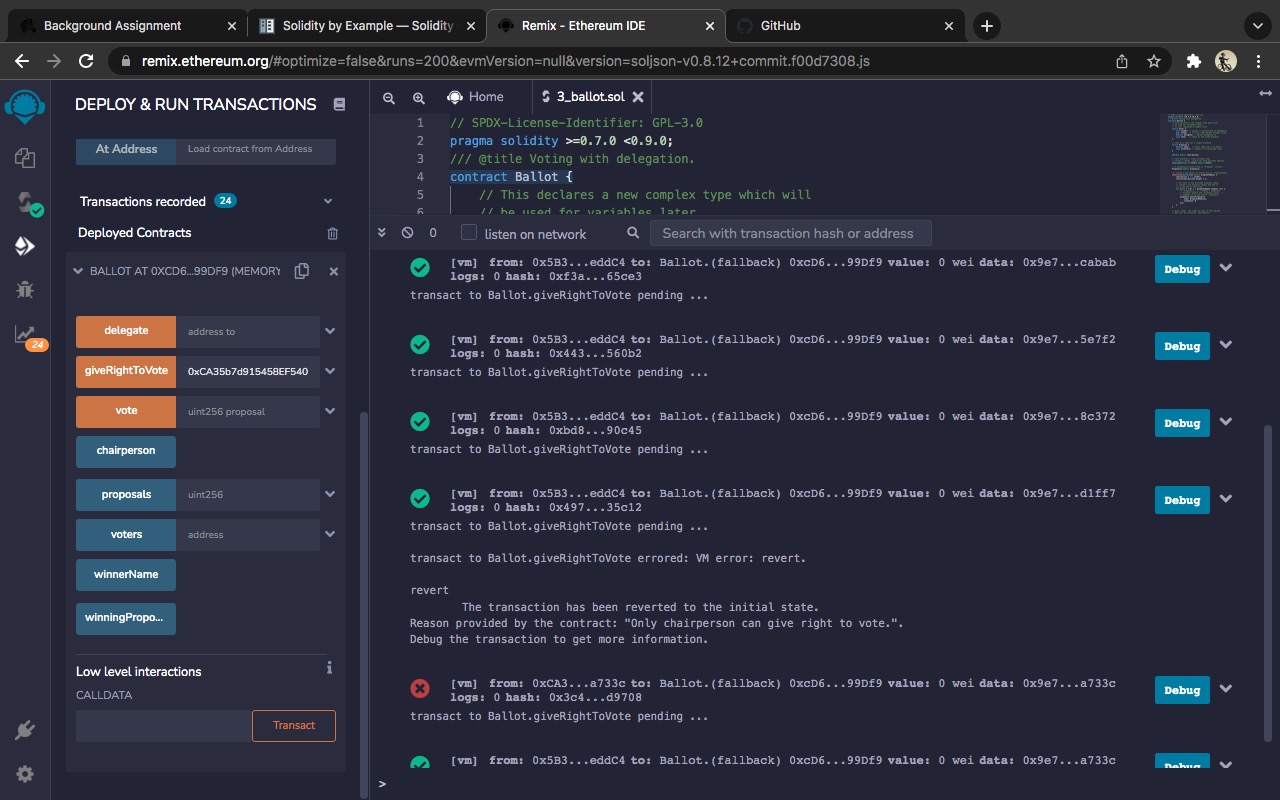 Background Assignment
Solidity by Example — Solidity
Remix - Ethereum IDE
GitHub
remix.ethereum.org/#optimize=false&runs=200&evmVersion=null&version=soljson-v0.8.12+commit.f00d7308.js
DEPLOY & RUN TRANSACTIONS
At Address
Load contract from Address
Transactions recorded 24
Deployed Contracts
BALLOT AT 0XCD6...99DF9 (MEMORY
delegate
address to
giveRightToVote
0xCA35b7d915458EF540
vote
uint256 proposal
chairperson
proposals
uint256
voters
address
winnerName
winningPropo...
Low level interactions
i
CALLDATA
Transact
24
Home
3_ballot.sol
1 // SPDX-License-Identifier: GPL-3.0
2 pragma solidity >=0.7.0 <0.9.0;
3 /// @title Voting with delegation.
4 contract Ballot {
5 // This declares a new complex type which will
6 // be used for variables later
0
listen on network
Search with transaction hash or address
[vm] from: 0x5B3...eddC4 to: Ballot.(fallback) 0xcD6...99Df9 value: 0 wei data: 0x9e7...cabab
logs: 0 hash: 0xf3a...65ce3
Debug
transact to Ballot.giveRightToVote pending ...
[vm] from: 0x5B3...eddC4 to: Ballot.(fallback) 0xcD6...99Df9 value: 0 wei data: 0x9e7...5e7f2
logs: 0 hash: 0x443...560b2
Debug
transact to Ballot.giveRightToVote pending ...
[vm] from: 0x5B3...eddC4 to: Ballot.(fallback) 0xcD6...99Df9 value: 0 wei data: 0x9e7...8c372
logs: 0 hash: 0xbd8...90c45
Debug
transact to Ballot.giveRightToVote pending ...
[vm] from: 0x5B3...eddC4 to: Ballot.(fallback) 0xcD6...99Df9 value: 0 wei data: 0x9e7...d1ff7
logs: 0 hash: 0x497...35c12
Debug
transact to Ballot.giveRightToVote pending ...
transact to Ballot.giveRightToVote errored: VM error: revert.
revert
The transaction has been reverted to the initial state.
Reason provided by the contract: "Only chairperson can give right to vote.".
Debug the transaction to get more information.
[vm] from: 0xCA3...a733c to: Ballot.(fallback) 0xcD6...99Df9 value: 0 wei data: 0x9e7...a733c
logs: 0 hash: 0x3c4...d9708
Debug
transact to Ballot.giveRightToVote pending ...
[vm] from: 0x5B3...eddC4 to: Ballot.(fallback) 0xcD6...99Df9 value: 0 wei data: 0x9e7...a733c
Debug
>